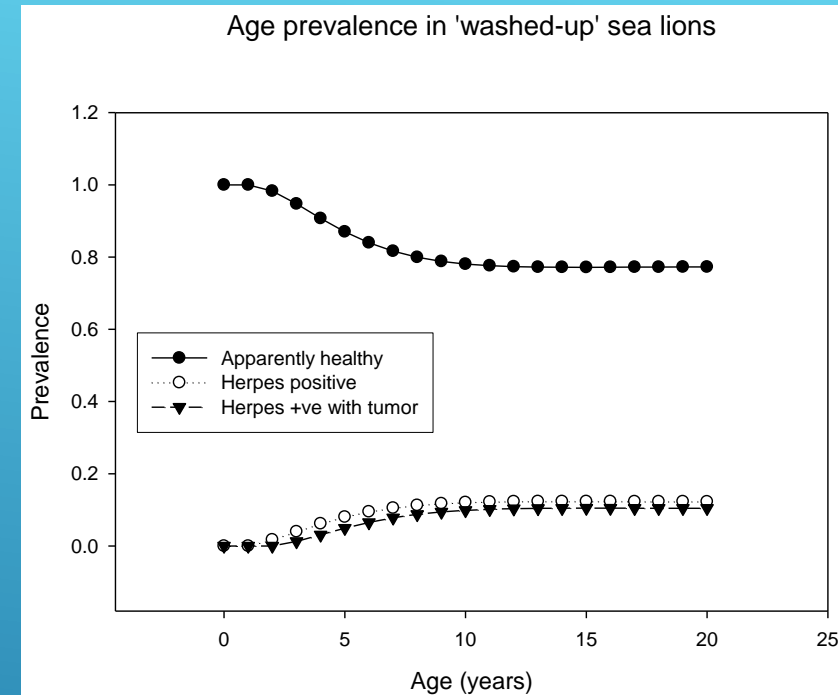 Age prevalence in 'washed-up' sea lions
1.2
1.0
0.8
0.6
0.4
0.2
0.0
Prevalence
Apparently healthy
Herpes positive
Herpes +ve with tumor
0 5 10 15 20 25
Age (years)